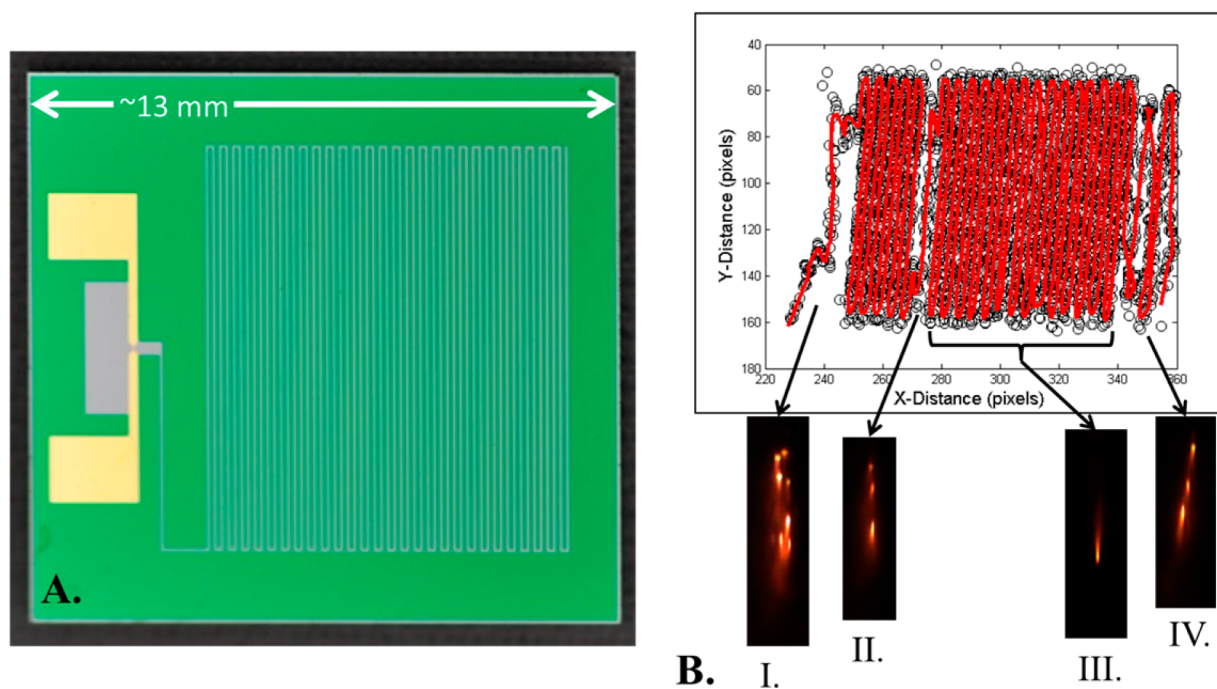 ~13 mm
A.
40
60
80
100
120
140
160
180
Y-Distance (pixels)
220 240 260 280 300 320 340 360
X-Distance (pixels)
B.
I.
II.
III.
IV.